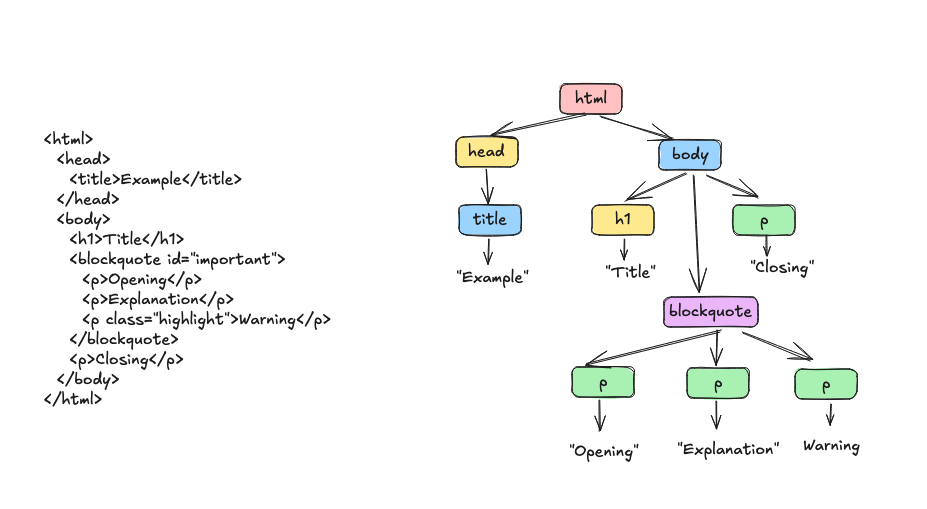 <html>
<head>
<title>Example</title>
</head>
<body>
<h1>Title</h1>
<blockquote id="important">
<p>Opening</p>
<p>Explanation</p>
<p class="highlight">Warning</p>
</blockquote>
<p>Closing</p>
</body>
</html>
html
head
body
title
h1
p
"Example"
"Title"
"Closing"
blockquote
p
p
p
"Opening"
"Explanation"
Warning